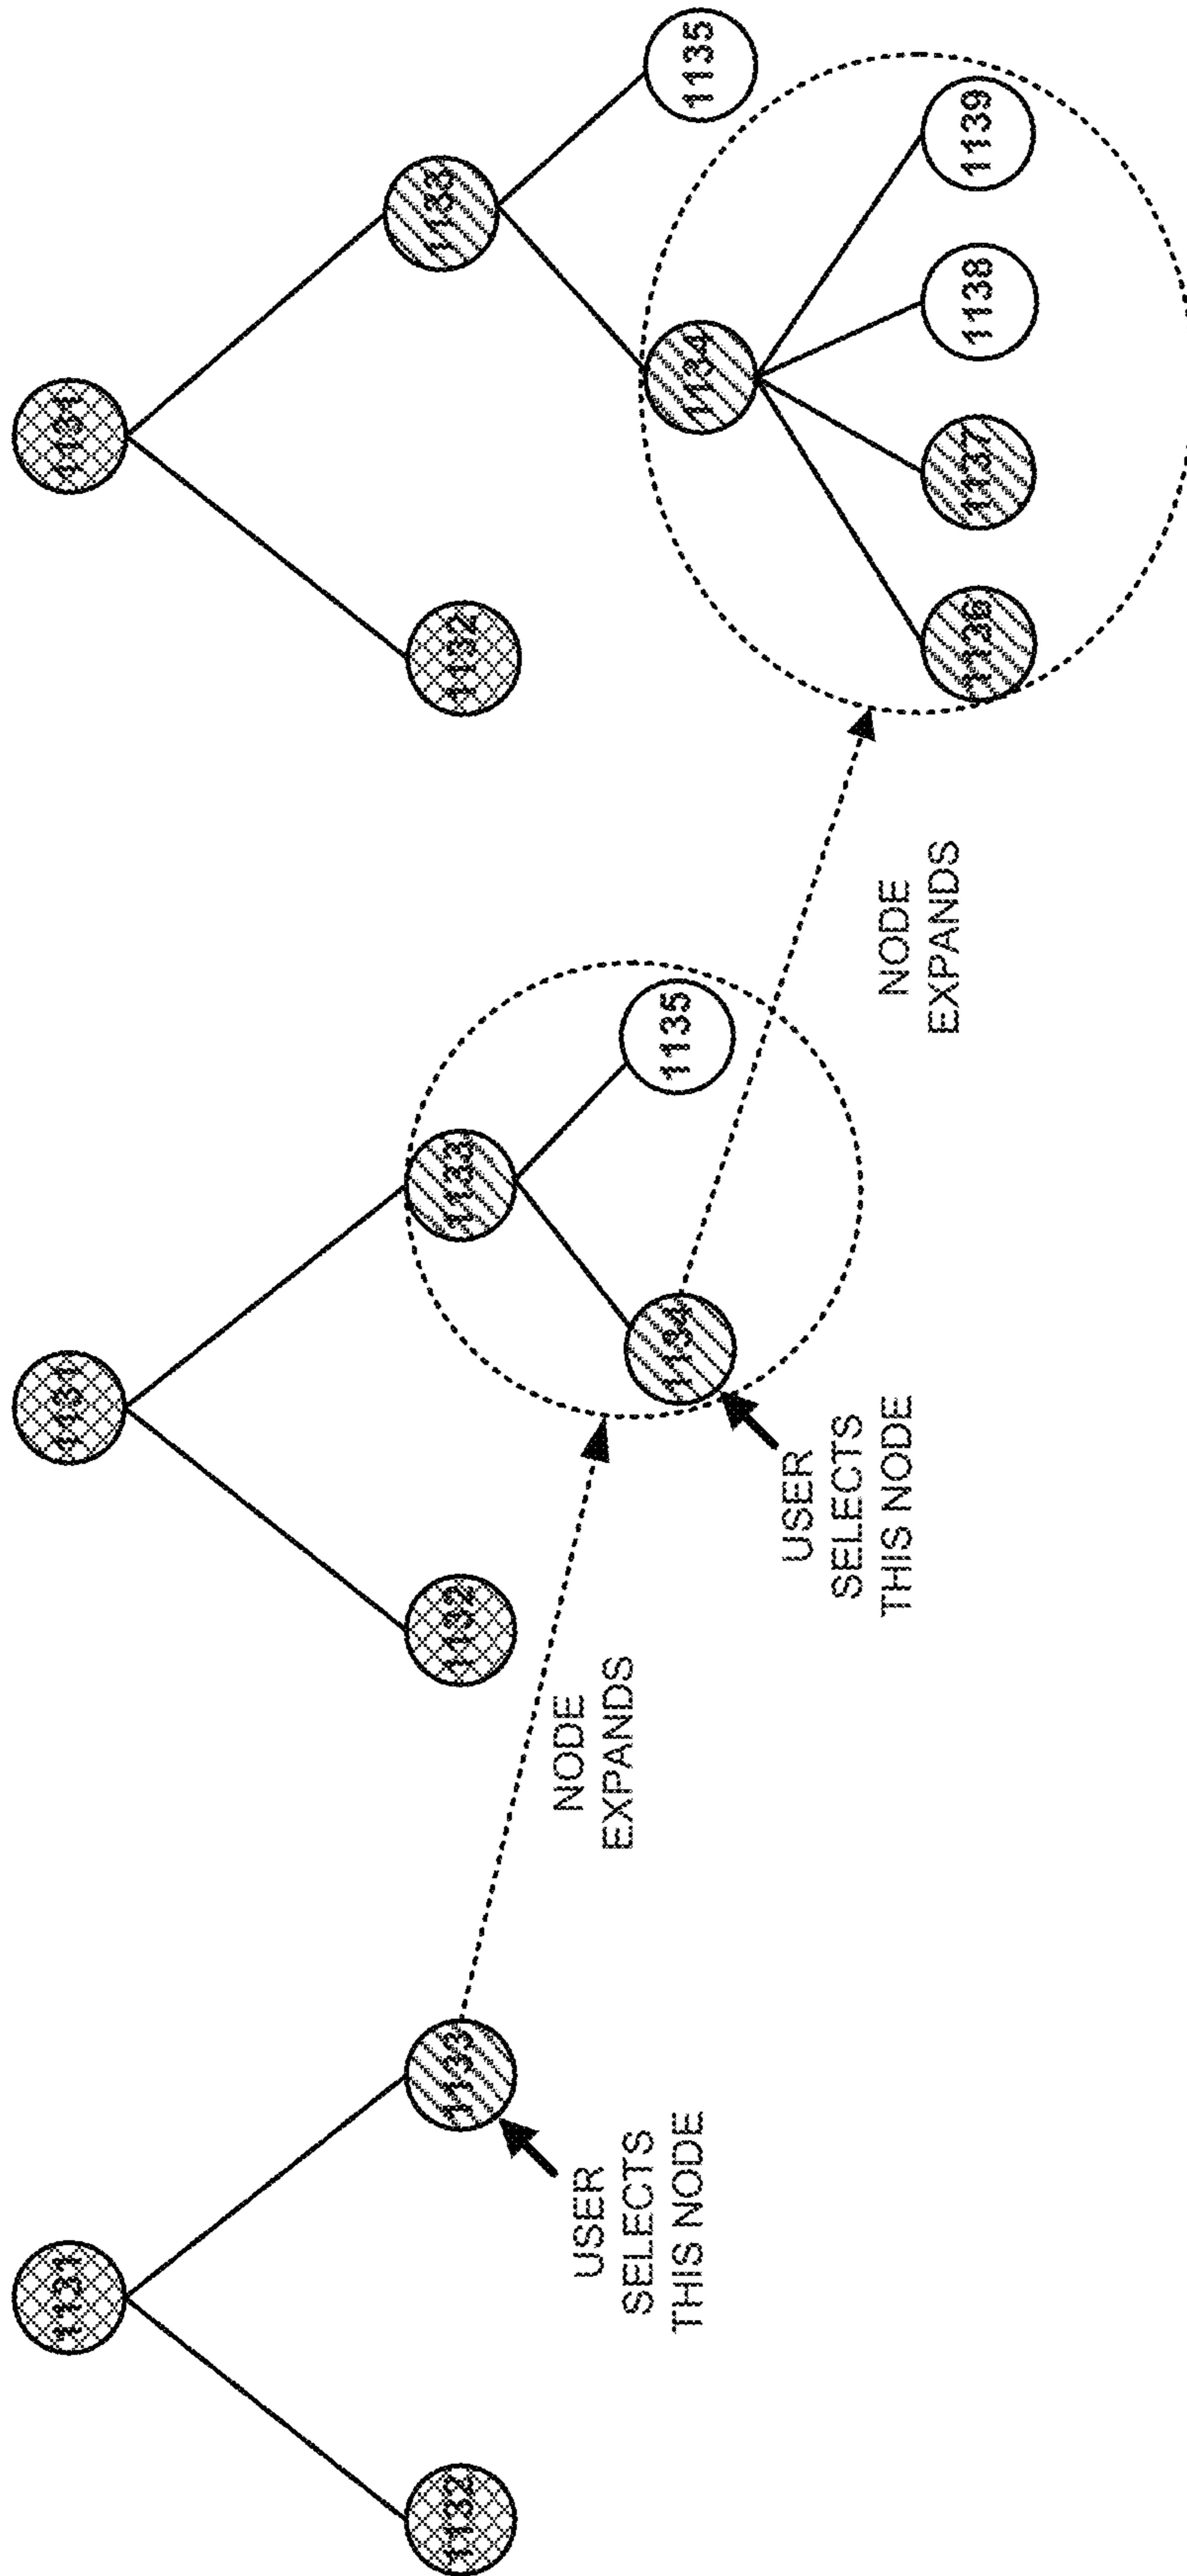 1131
1132
1133
USER
SELECTS
THIS NODE
NODE
EXPANDS
1131
1132
1133
1134
1135
USER
SELECTS
THIS NODE
NODE
EXPANDS
1131
1132
1133
1134
1135
1136
1137
1138
1139